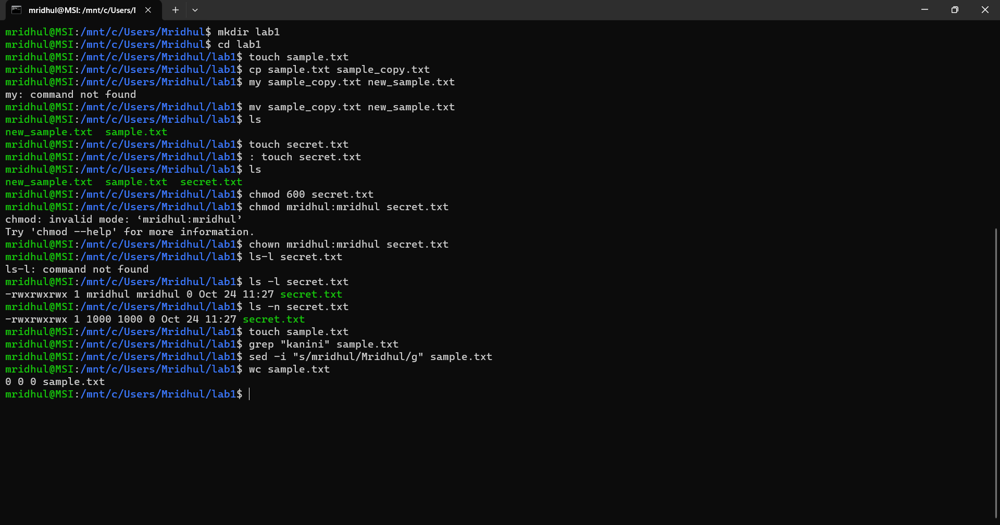 mridhul@MSI: /mnt/c/Users/I
mridhul@MSI:/mnt/c/Users/Mridhul$ mkdir lab1
mridhul@MSI:/mnt/c/Users/Mridhul$ cd lab1
mridhul@MSI:/mnt/c/Users/Mridhul/lab1$ touch sample.txt
mridhul@MSI:/mnt/c/Users/Mridhul/lab1$ cp sample.txt sample_copy.txt
mridhul@MSI:/mnt/c/Users/Mridhul/lab1$ my sample_copy.txt new_sample.txt
my: command not found
mridhul@MSI:/mnt/c/Users/Mridhul/lab1$ mv sample_copy.txt new_sample.txt
mridhul@MSI:/mnt/c/Users/Mridhul/lab1$ ls
new_sample.txt  sample.txt
mridhul@MSI:/mnt/c/Users/Mridhul/lab1$ touch secret.txt
mridhul@MSI:/mnt/c/Users/Mridhul/lab1$ : touch secret.txt
mridhul@MSI:/mnt/c/Users/Mridhul/lab1$ ls
new_sample.txt  sample.txt  secret.txt
mridhul@MSI:/mnt/c/Users/Mridhul/lab1$ chmod 600 secret.txt
mridhul@MSI:/mnt/c/Users/Mridhul/lab1$ chmod mridhul:mridhul secret.txt
chmod: invalid mode: ‘mridhul:mridhul’
Try 'chmod --help' for more information.
mridhul@MSI:/mnt/c/Users/Mridhul/lab1$ chown mridhul:mridhul secret.txt
mridhul@MSI:/mnt/c/Users/Mridhul/lab1$ ls-l secret.txt
ls-l: command not found
mridhul@MSI:/mnt/c/Users/Mridhul/lab1$ ls -l secret.txt
-rwxrwxrwx 1 mridhul mridhul 0 Oct 24 11:27 secret.txt
mridhul@MSI:/mnt/c/Users/Mridhul/lab1$ ls -n secret.txt
-rwxrwxrwx 1 1000 1000 0 Oct 24 11:27 secret.txt
mridhul@MSI:/mnt/c/Users/Mridhul/lab1$ touch sample.txt
mridhul@MSI:/mnt/c/Users/Mridhul/lab1$ grep "kanini" sample.txt
mridhul@MSI:/mnt/c/Users/Mridhul/lab1$ sed -i "s/mridhul/Mridhul/g" sample.txt
mridhul@MSI:/mnt/c/Users/Mridhul/lab1$ wc sample.txt
0 0 0 sample.txt
mridhul@MSI:/mnt/c/Users/Mridhul/lab1$